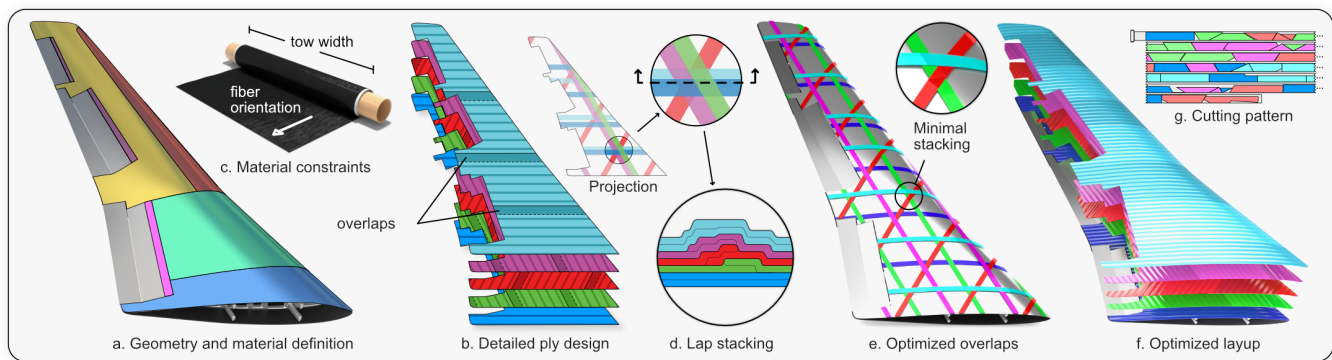 tow width
fiber
orientation
c. Material constraints
overlaps
Projection
Minimal
stacking
g. Cutting pattern
a. Geometry and material definition
b. Detailed ply design
d. Lap stacking
e. Optimized overlaps
f. Optimized layup